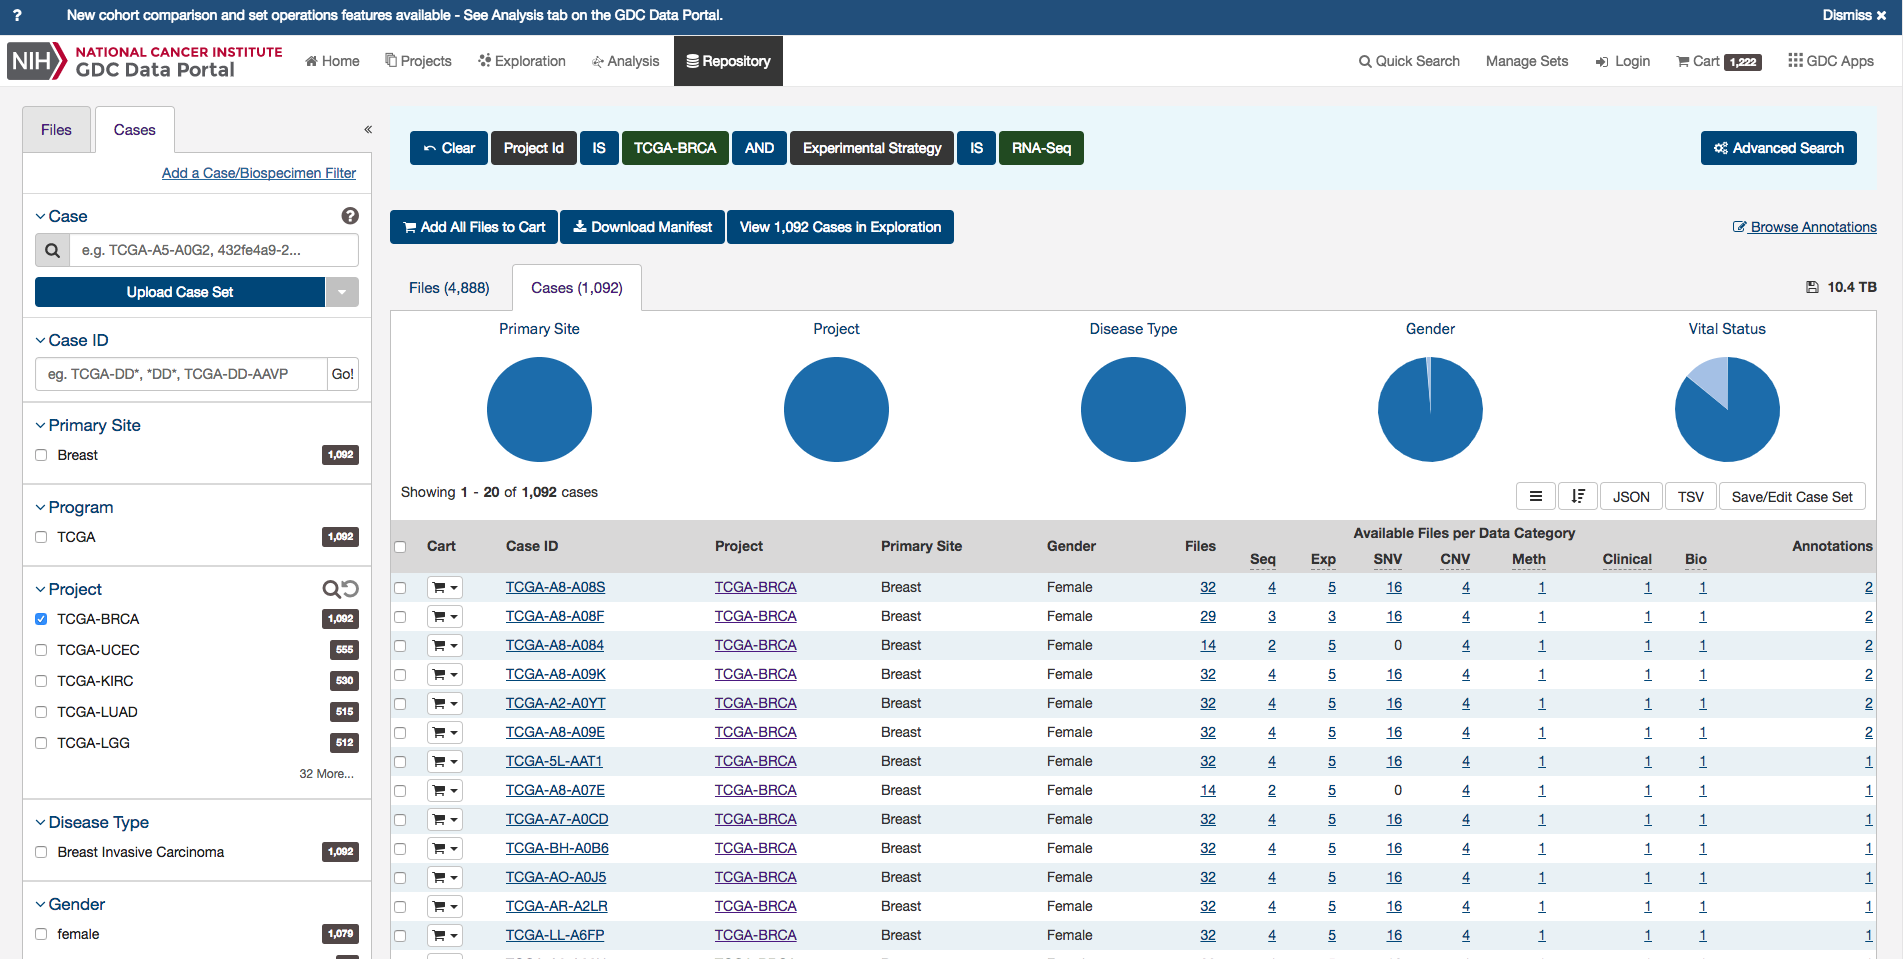 ? New cohort comparison and set operations features available - See Analysis tab on the GDC Data Portal. Dismiss ✖
NIH NATIONAL CANCER INSTITUTE
GDC Data Portal
Home Projects Exploration Analysis Repository Quick Search Manage Sets Login Cart 1,222 GDC Apps
Files Cases «
Add a Case/Biospecimen Filter
Case ?
e.g. TCGA-A5-A0G2, 432fe4a9-2...
Upload Case Set
Case ID
eg. TCGA-DD*, *DD*, TCGA-DD-AAVP Go!
Primary Site
Breast 1,092
Program
TCGA 1,092
Project
TCGA-BRCA 1,092
TCGA-UCEC 555
TCGA-KIRC 530
TCGA-LUAD 515
TCGA-LGG 512
32 More...
Disease Type
Breast Invasive Carcinoma 1,092
Gender
female 1,079
Clear Project Id IS TCGA-BRCA AND Experimental Strategy IS RNA-Seq Advanced Search
Add All Files to Cart Download Manifest View 1,092 Cases in Exploration Browse Annotations
Files (4,888) Cases (1,092) 10.4 TB
Primary Site Project Disease Type Gender Vital Status
Showing 1 - 20 of 1,092 cases JSON TSV Save/Edit Case Set
Available Files per Data Category
Cart Case ID Project Primary Site Gender Files Annotations
Seq Exp SNV CNV Meth Clinical Bio
TCGA-A8-A08S TCGA-BRCA Breast Female 32 4 5 16 4 1 1 1 2
TCGA-A8-A08F TCGA-BRCA Breast Female 29 3 3 16 4 1 1 1 2
TCGA-A8-A084 TCGA-BRCA Breast Female 14 2 5 0 4 1 1 1 2
TCGA-A8-A09K TCGA-BRCA Breast Female 32 4 5 16 4 1 1 1 2
TCGA-A2-A0YT TCGA-BRCA Breast Female 32 4 5 16 4 1 1 1 2
TCGA-A8-A09E TCGA-BRCA Breast Female 32 4 5 16 4 1 1 1 2
TCGA-5L-AAT1 TCGA-BRCA Breast Female 32 4 5 16 4 1 1 1 1
TCGA-A8-A07E TCGA-BRCA Breast Female 14 2 5 0 4 1 1 1 1
TCGA-A7-A0CD TCGA-BRCA Breast Female 32 4 5 16 4 1 1 1 1
TCGA-BH-A0B6 TCGA-BRCA Breast Female 32 4 5 16 4 1 1 1 1
TCGA-AO-A0J5 TCGA-BRCA Breast Female 32 4 5 16 4 1 1 1 1
TCGA-AR-A2LR TCGA-BRCA Breast Female 32 4 5 16 4 1 1 1 1
TCGA-LL-A6FP TCGA-BRCA Breast Female 32 4 5 16 4 1 1 1 1